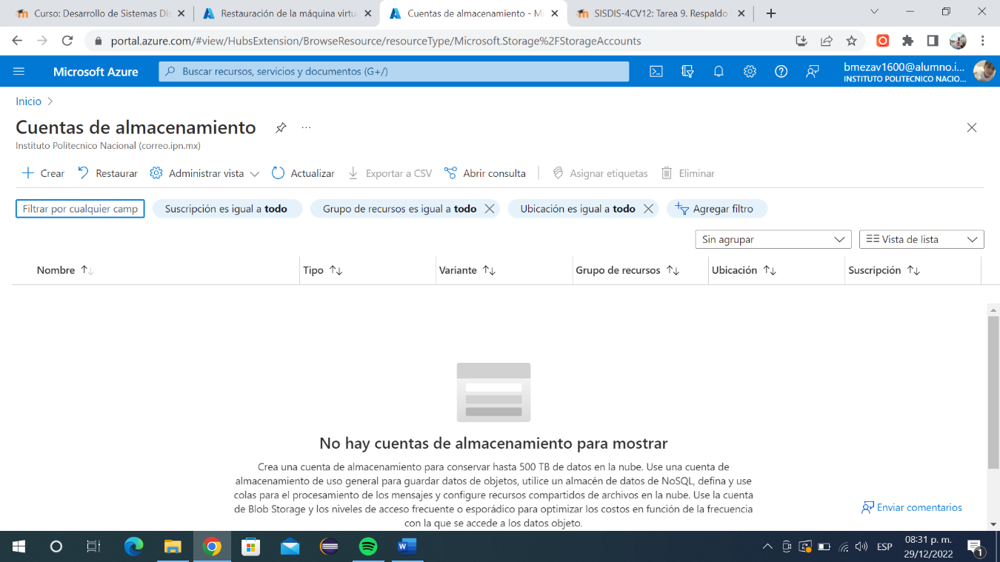 Curso: Desarrollo de Sistemas Dis
Restauración de la máquina virtu
Cuentas de almacenamiento - Mi
SISDIS-4CV12: Tarea 9. Respaldo
portal.azure.com/#view/HubsExtension/BrowseResource/resourceType/Microsoft.Storage%2FStorageAccounts
Microsoft Azure
Buscar recursos, servicios y documentos (G+/)
bmezav1600@alumno.i...
INSTITUTO POLITECNICO NACIO...
Inicio
Cuentas de almacenamiento
Instituto Politecnico Nacional (correo.ipn.mx)
Crear Restaurar Administrar vista Actualizar Exportar a CSV Abrir consulta Asignar etiquetas Eliminar
Filtrar por cualquier camp Suscripción es igual a todo Grupo de recursos es igual a todo Ubicación es igual a todo Agregar filtro
Sin agrupar Vista de lista
Nombre Tipo Variante Grupo de recursos Ubicación Suscripción
No hay cuentas de almacenamiento para mostrar
Crea una cuenta de almacenamiento para conservar hasta 500 TB de datos en la nube. Use una cuenta de
almacenamiento de uso general para guardar datos de objetos, utilice un almacén de datos de NoSQL, defina y use
colas para el procesamiento de los mensajes y configure recursos compartidos de archivos en la nube. Use la cuenta
de Blob Storage y los niveles de acceso frecuente o esporádico para optimizar los costos en función de la frecuencia
con la que se accede a los datos objeto.
Enviar comentarios
ESP
08:31 p. m.
29/12/2022
1